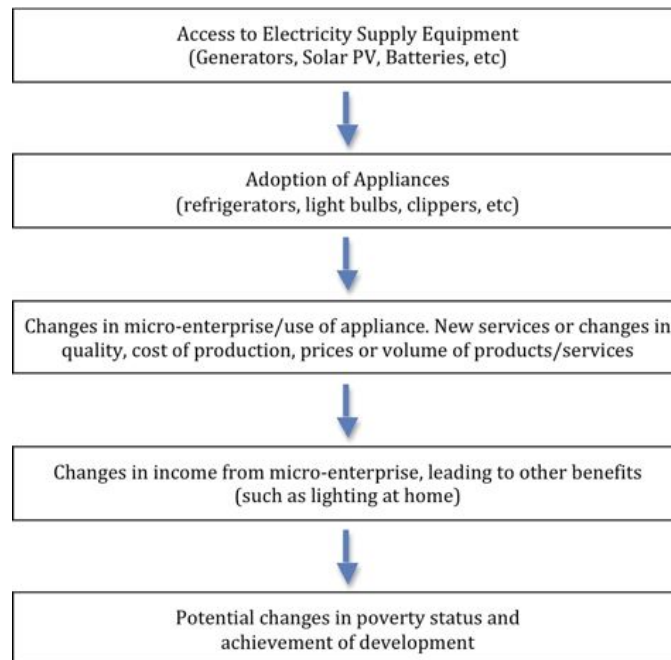 Access to Electricity Supply Equipment
(Generators, Solar PV, Batteries, etc)
Adoption of Appliances
(refrigerators, light bulbs, clippers, etc)
Changes in micro-enterprise/use of appliance. New services or changes in
quality, cost of production, prices or volume of products/services
Changes in income from micro-enterprise, leading to other benefits
(such as lighting at home)
Potential changes in poverty status and
achievement of development